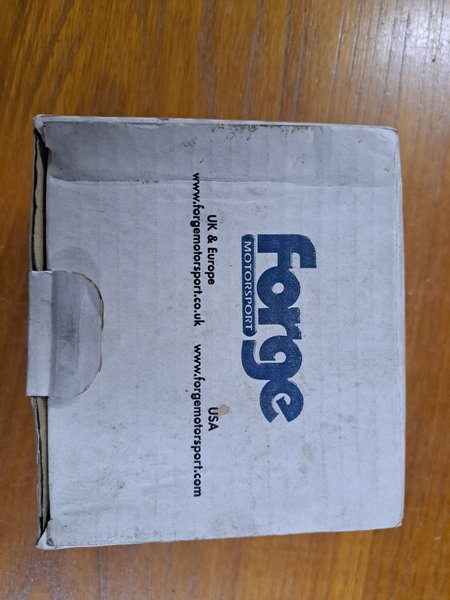 forge
MOTORSPORT
UK & Europe
www.forgemotorsport.co.uk
USA
www.forgemotorsport.com